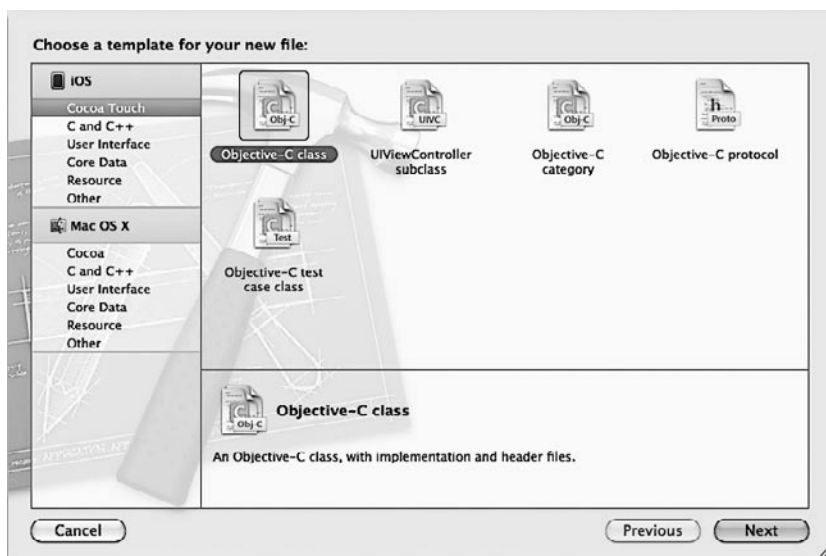 Choose a template for your new file:
iOS
Cocoa Touch
C and C++
User Interface
Core Data
Resource
Other
Mac OS X
Cocoa
C and C++
User Interface
Core Data
Resource
Other
C
Obj-C
Objective-C class
C
UIVC
UIViewController
subclass
C
Obj-C
Objective-C
category
h
Proto
Objective-C protocol
C
Test
Objective-C test
case class
C
Obj-C
Objective-C class
An Objective-C class, with implementation and header files.
Cancel
Previous
Next